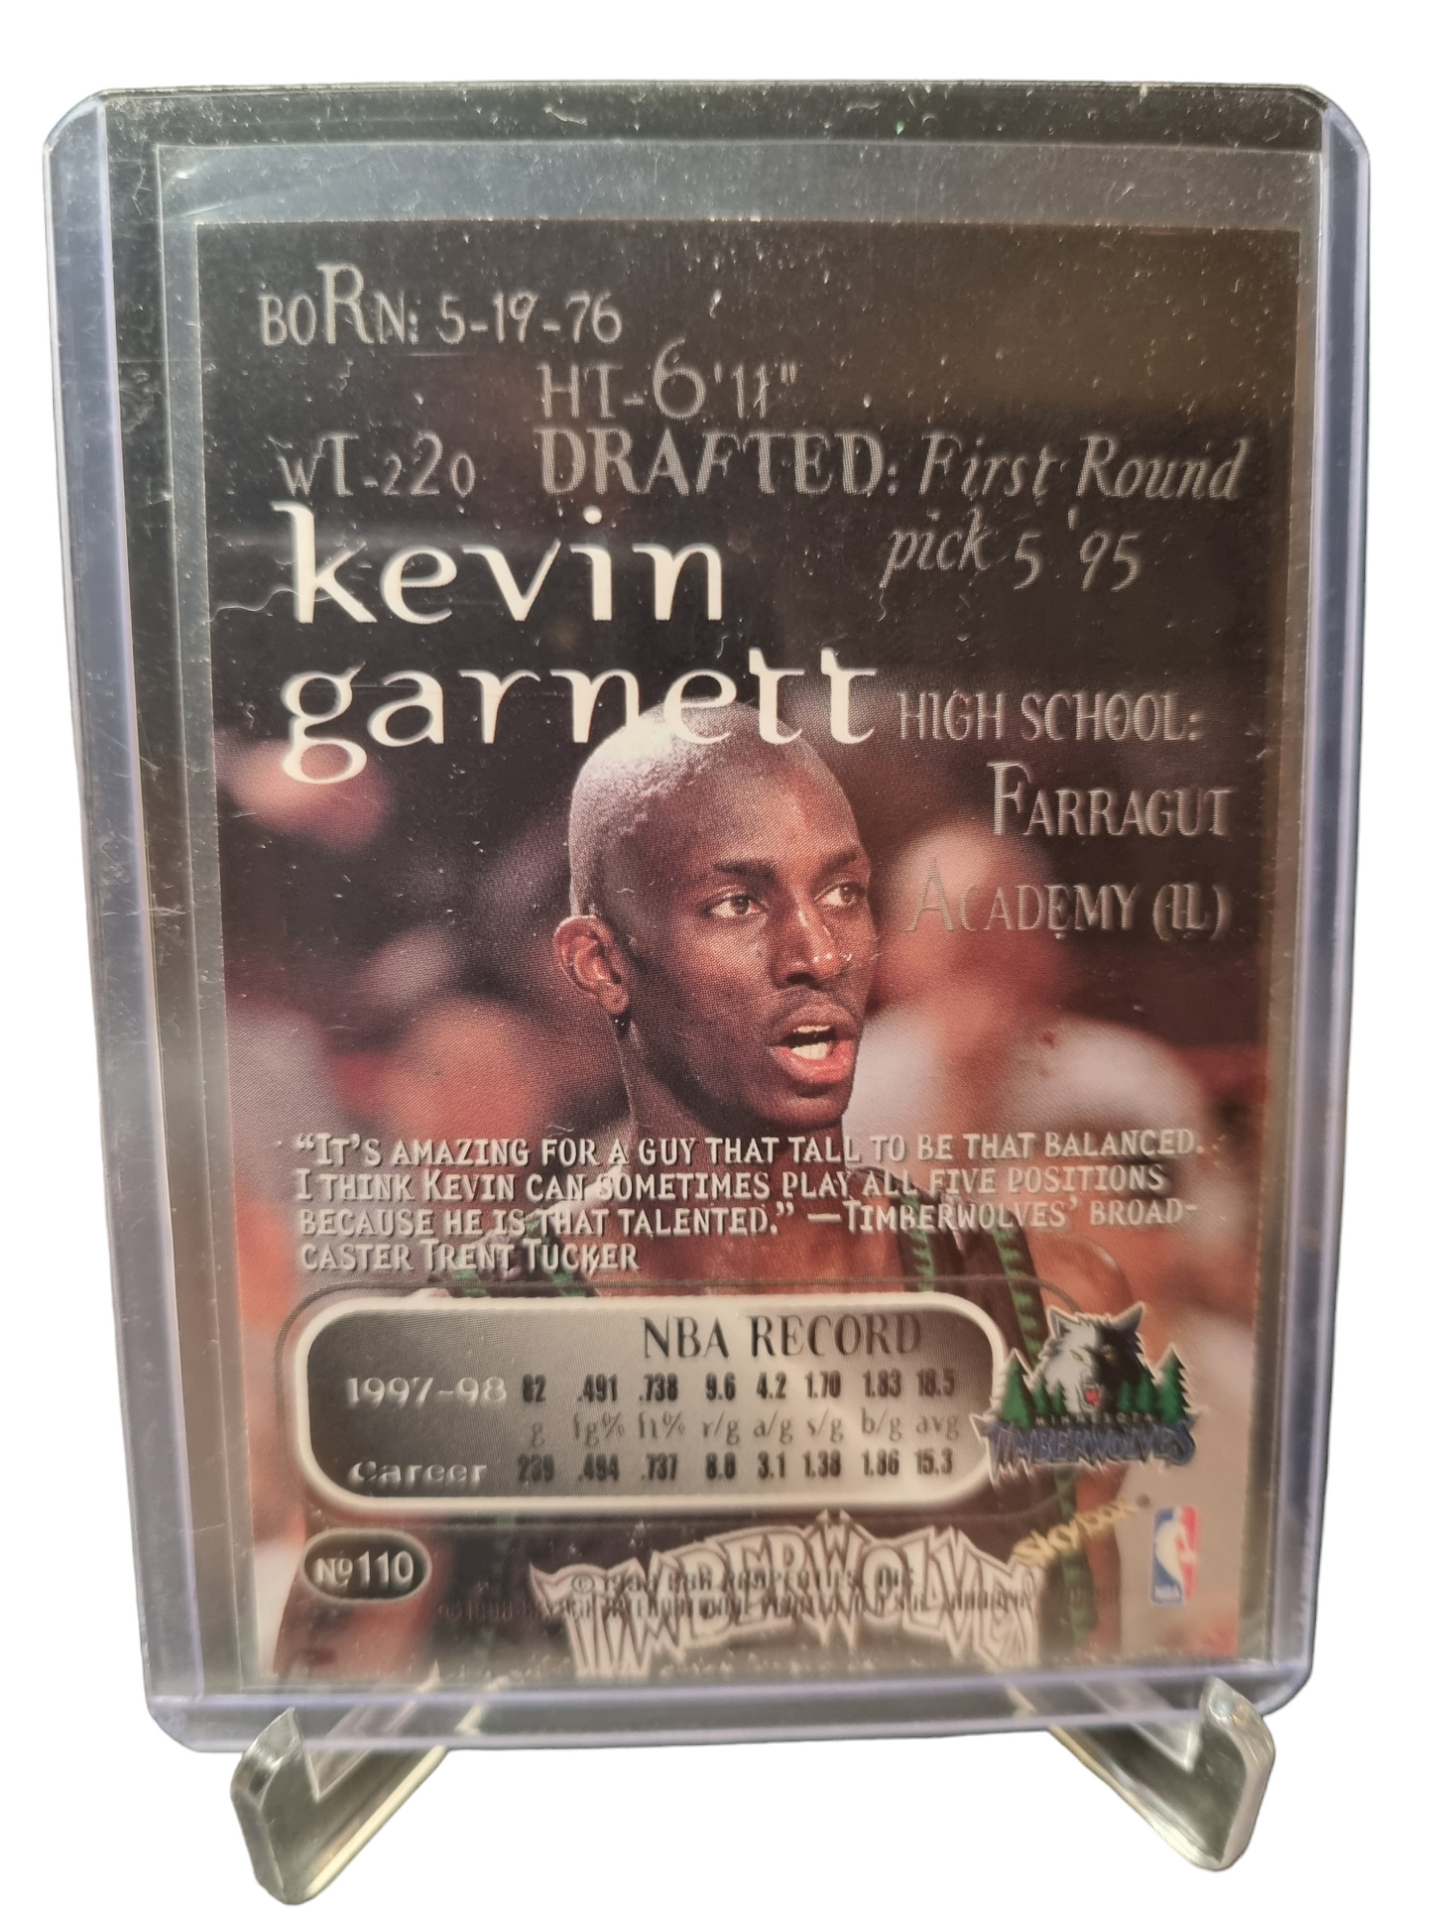 BORN: 5-19-76
HT-6'11"
WT-220 DRAFTED: First Round
pick 5 '95
kevin
garnett
HIGH SCHOOL:
FARRAGUT
ACADEMY (IL)
“IT'S AMAZING FOR A GUY THAT TALL TO BE THAT BALANCED.
I THINK KEVIN CAN SOMETIMES PLAY ALL FIVE POSITIONS
BECAUSE HE IS THAT TALENTED.” —TIMBERWOLVES' BROAD-
CASTER TRENT TUCKER
NBA RECORD
1997-98 82 .491 .738 9.6 4.2 1.70 1.83 18.5
g fg% ft% r/g a/g s/g b/g avg
Career 239 .494 .737 8.8 3.1 1.38 1.86 15.3
MINNESOTA
TIMBERWOLVES
Skybox®
Nº110
TIMBERWOLVES
NBA